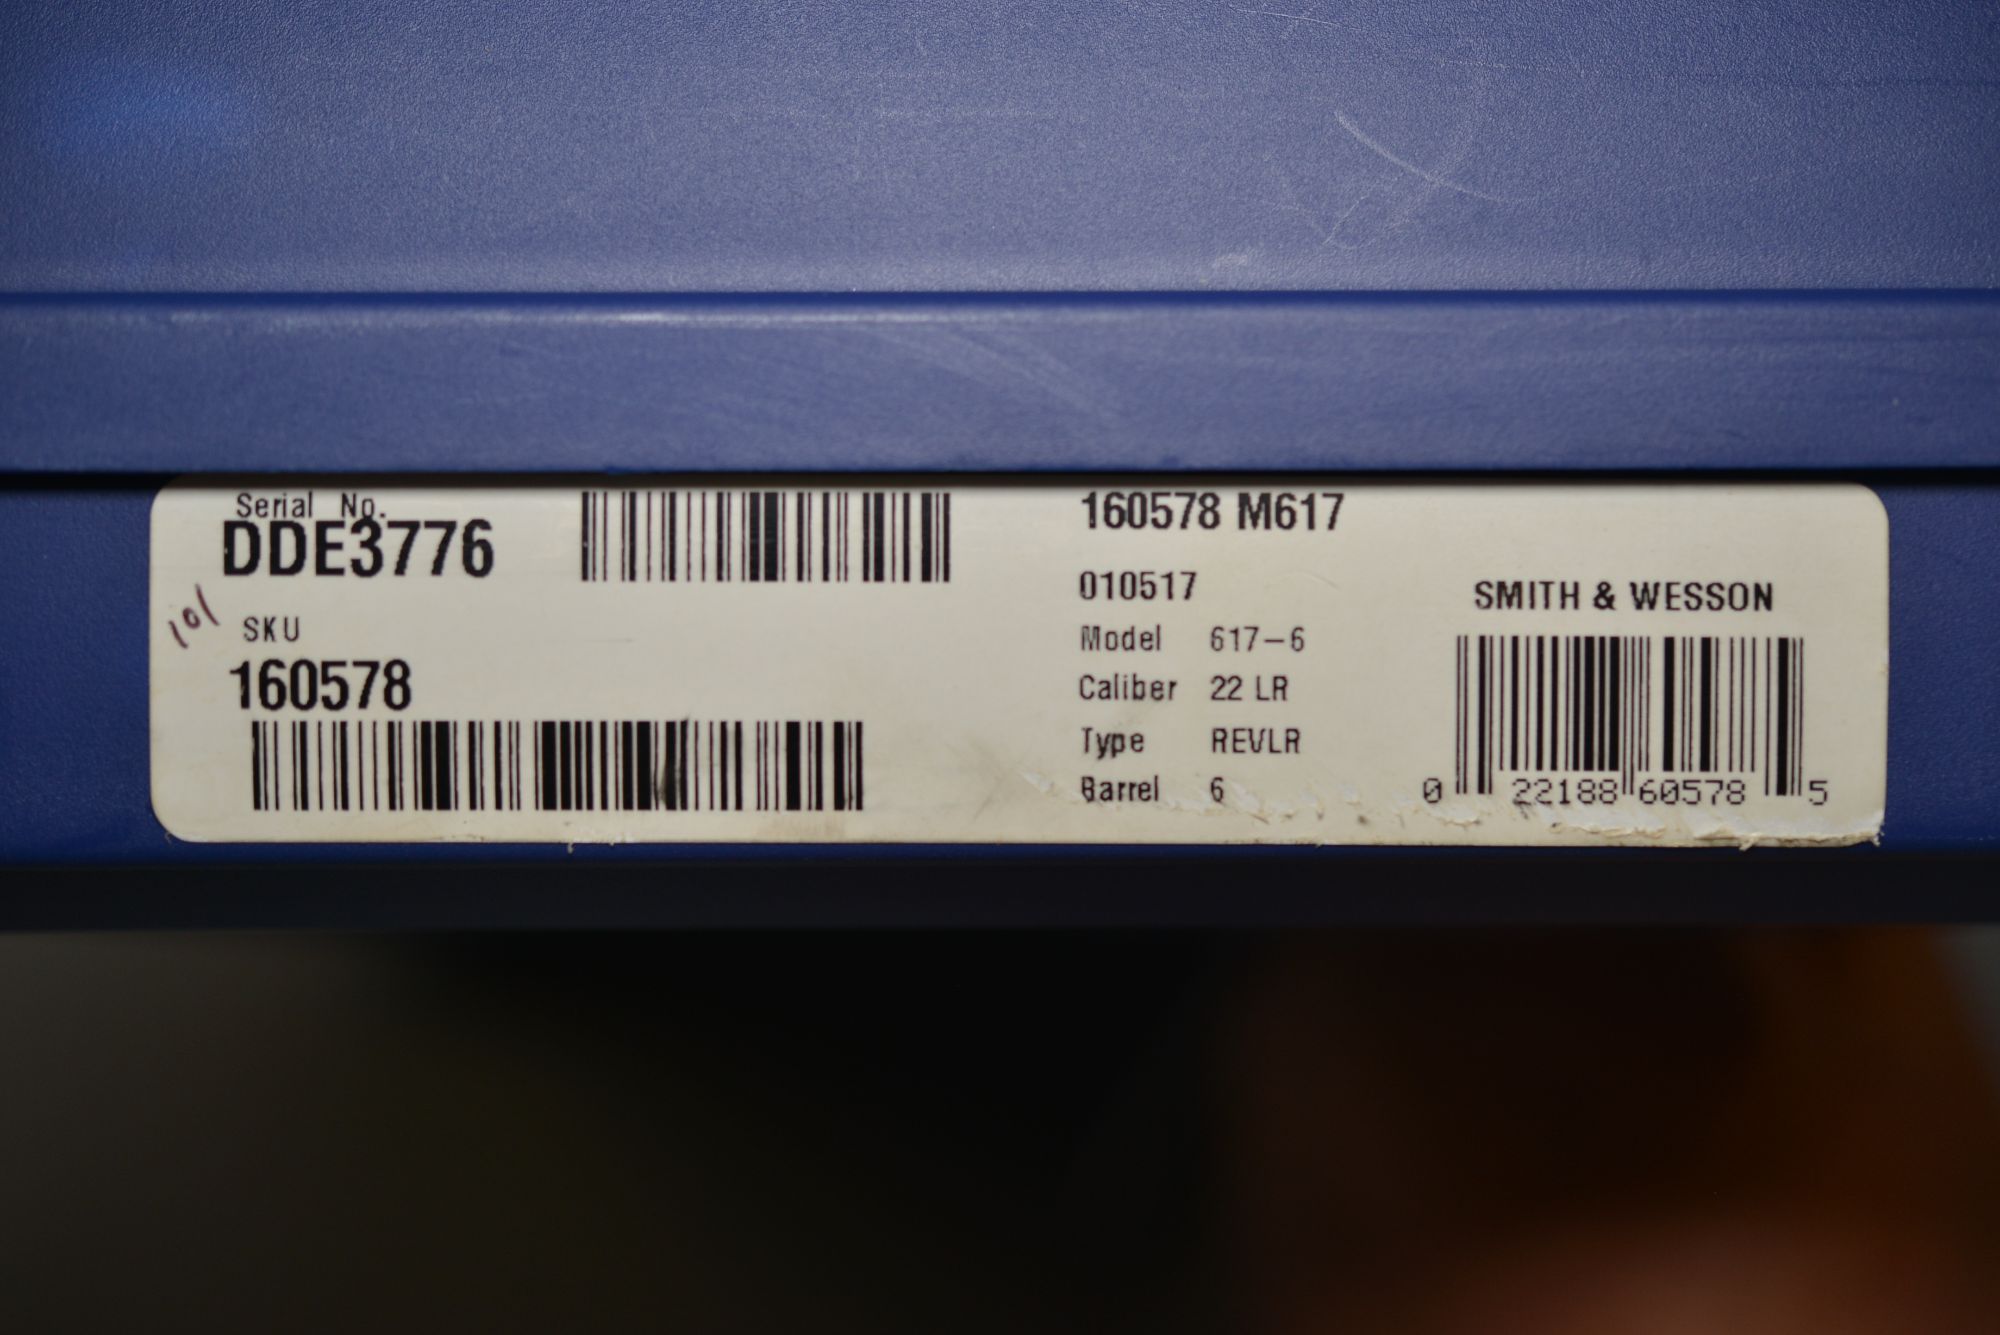 Serial No.
DDE3776
101
SKU
160578
160578 M617
010517
Model 617-6
Caliber 22 LR
Type REVLR
Barrel 6
SMITH & WESSON
0 22188 60578 5